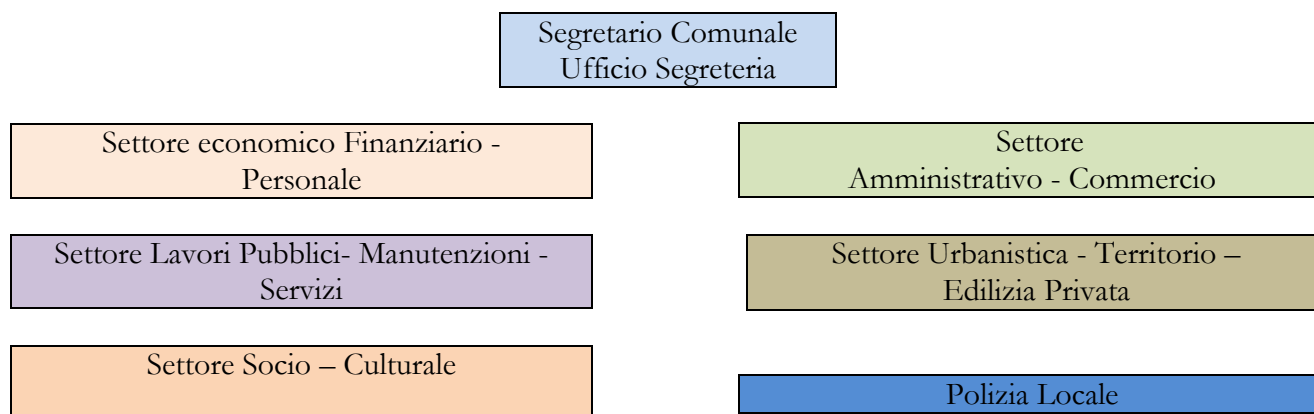 Segretario Comunale
Ufficio Segreteria
Settore economico Finanziario -
Personale
Settore
Amministrativo - Commercio
Settore Lavori Pubblici- Manutenzioni -
Servizi
Settore Urbanistica - Territorio –
Edilizia Privata
Settore Socio – Culturale
Polizia Locale